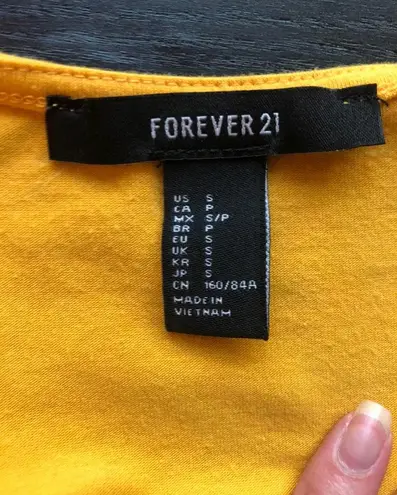 FOREVER 21
US S
CA P
MX S/P
BR P
EU S
UK S
KR S
JP S
CN 160/84A
MADE IN
VIETNAM